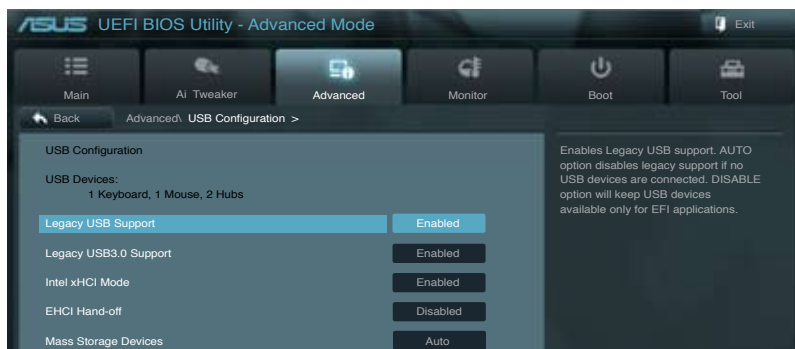 ASUS UEFI BIOS Utility - Advanced Mode
Exit
Main
Ai Tweaker
Advanced
Monitor
Boot
Tool
Back
Advanced\ USB Configuration >
USB Configuration
USB Devices:
1 Keyboard, 1 Mouse, 2 Hubs
Legacy USB Support Enabled
Legacy USB3.0 Support Enabled
Intel xHCI Mode Enabled
EHCI Hand-off Disabled
Mass Storage Devices Auto
Enables Legacy USB support. AUTO
option disables legacy support if no
USB devices are connected. DISABLE
option will keep USB devices
available only for EFI applications.